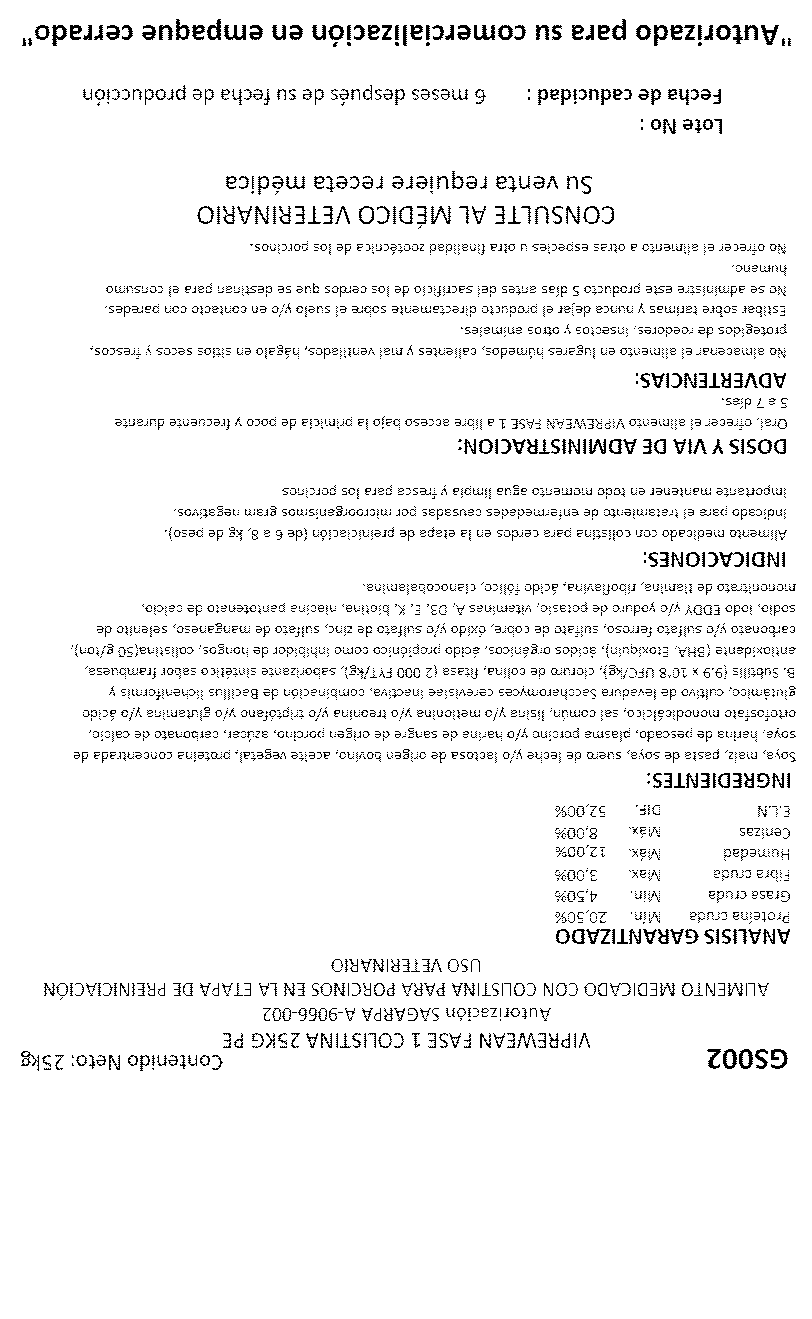 GS002
Contenido Neto: 25kg
VIPREWEAN FASE 1 COLISTINA 25KG PE
Autorización SAGARPA A-9066-002
ALIMENTO MEDICADO CON COLISTINA PARA PORCINOS EN LA ETAPA DE PREINICIACIÓN
USO VETERINARIO
ANALISIS GARANTIZADO
Proteína cruda Mín. 20,50%
Grasa cruda Mín. 4,50%
Fibra cruda Max. 3,00%
Humedad Máx. 12,00%
Cenizas Máx. 8,00%
E.L.N DIF. 52,00%
INGREDIENTES:
Soya, maíz, pasta de soya, suero de leche y/o lactosa de origen bovino, aceite vegetal, proteína concentrada de
soya, harina de pescado, plasma porcino y/o harina de sangre de origen porcino, azúcar, carbonato de calcio,
ortofosfato monodicálcico, sal común, lisina y/o metionina y/o treonina y/o triptófano y/o glutamina y/o ácido
glutámico, cultivo de levadura Saccharomyces cerevisiae inactiva, combinación de Bacillus licheniformis y
B. Subtilis (9.9 x 10^8 UFC/kg), cloruro de colina, fitasa (2 000 FYT/kg), saborizante sintético sabor frambuesa,
antioxidante (BHA, Etoxiquin), ácidos orgánicos, ácido propiónico como inhibidor de hongos, colistina(50 g/ton),
carbonato y/o sulfato ferroso, sulfato de cobre, óxido y/o sulfato de zinc, sulfato de manganeso, selenito de
sodio, iodo EDDY y/o yoduro de potasio, vitaminas A, D3, E, K, biotina, niacina pantotenato de calcio,
mononitrato de tiamina, riboflavina, ácido fólico, cianocobalamina.
INDICACIONES:
Alimento medicado con colistina para cerdos en la etapa de preiniciación (de 6 a 8, kg de peso).
Indicado para el tratamiento de enfermedades causadas por microorganismos gram negativos.
Importante mantener en todo momento agua limpia y fresca para los porcinos
DOSIS Y VIA DE ADMINISTRACION:
Oral, ofrecer el alimento VIPREWEAN FASE 1 a libre acceso bajo la primicia de poco y frecuente durante
5 a 7 días.
ADVERTENCIAS:
No almacenar el alimento en lugares húmedos, calientes y mal ventilados, hágalo en sitios secos y frescos,
protegidos de roedores, insectos y otros animales.
Estibar sobre tarimas y nunca dejar el producto directamente sobre el suelo y/o en contacto con paredes.
No se administre este producto 5 días antes del sacrificio de los cerdos que se destinan para el consumo
humano.
No ofrecer el alimento a otras especies u otra finalidad zootécnica de los porcinos.
CONSULTE AL MÉDICO VETERINARIO
Su venta requiere receta médica
Lote No :
Fecha de caducidad : 6 meses después de su fecha de producción
"Autorizado para su comercialización en empaque cerrado"